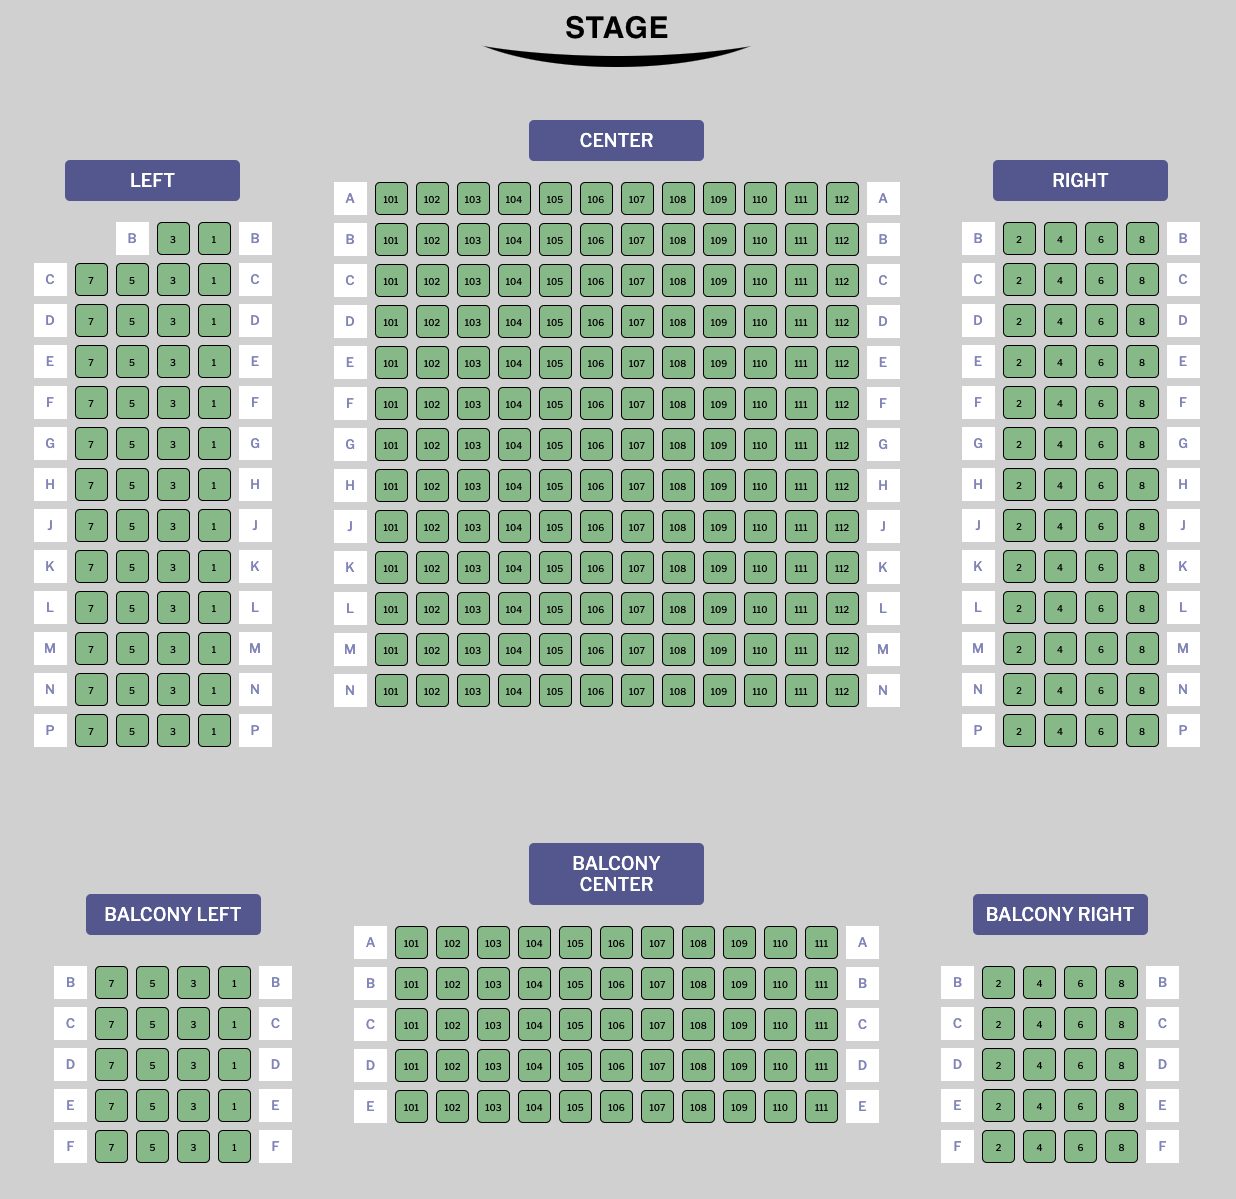 STAGE
CENTER
LEFT
RIGHT
A 101 102 103 104 105 106 107 108 109 110 111 112 A
B 3 1 B
B 101 102 103 104 105 106 107 108 109 110 111 112 B
B 2 4 6 8 B
C 7 5 3 1 C
C 101 102 103 104 105 106 107 108 109 110 111 112 C
C 2 4 6 8 C
D 7 5 3 1 D
D 101 102 103 104 105 106 107 108 109 110 111 112 D
D 2 4 6 8 D
E 7 5 3 1 E
E 101 102 103 104 105 106 107 108 109 110 111 112 E
E 2 4 6 8 E
F 7 5 3 1 F
F 101 102 103 104 105 106 107 108 109 110 111 112 F
F 2 4 6 8 F
G 7 5 3 1 G
G 101 102 103 104 105 106 107 108 109 110 111 112 G
G 2 4 6 8 G
H 7 5 3 1 H
H 101 102 103 104 105 106 107 108 109 110 111 112 H
H 2 4 6 8 H
J 7 5 3 1 J
J 101 102 103 104 105 106 107 108 109 110 111 112 J
J 2 4 6 8 J
K 7 5 3 1 K
K 101 102 103 104 105 106 107 108 109 110 111 112 K
K 2 4 6 8 K
L 7 5 3 1 L
L 101 102 103 104 105 106 107 108 109 110 111 112 L
L 2 4 6 8 L
M 7 5 3 1 M
M 101 102 103 104 105 106 107 108 109 110 111 112 M
M 2 4 6 8 M
N 7 5 3 1 N
N 101 102 103 104 105 106 107 108 109 110 111 112 N
N 2 4 6 8 N
P 7 5 3 1 P
P 2 4 6 8 P
BALCONY
CENTER
BALCONY LEFT
BALCONY RIGHT
A 101 102 103 104 105 106 107 108 109 110 111 A
B 7 5 3 1 B
B 101 102 103 104 105 106 107 108 109 110 111 B
B 2 4 6 8 B
C 7 5 3 1 C
C 101 102 103 104 105 106 107 108 109 110 111 C
C 2 4 6 8 C
D 7 5 3 1 D
D 101 102 103 104 105 106 107 108 109 110 111 D
D 2 4 6 8 D
E 7 5 3 1 E
E 101 102 103 104 105 106 107 108 109 110 111 E
E 2 4 6 8 E
F 7 5 3 1 F
F 2 4 6 8 F